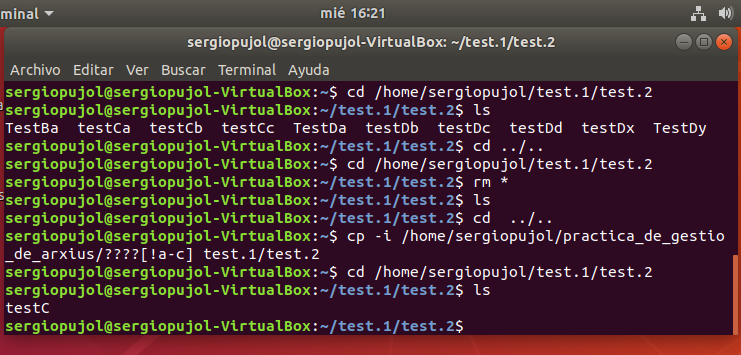 minal
mié 16:21
sergiopujol@sergiopujol-VirtualBox: ~/test.1/test.2
Archivo Editar Ver Buscar Terminal Ayuda
sergiopujol@sergiopujol-VirtualBox:~$ cd /home/sergiopujol/test.1/test.2
sergiopujol@sergiopujol-VirtualBox:~/test.1/test.2$ ls
TestBa testCa testCb testCc TestDa testDb testDc testDd testDx TestDy
sergiopujol@sergiopujol-VirtualBox:~/test.1/test.2$ cd ../..
sergiopujol@sergiopujol-VirtualBox:~$ cd /home/sergiopujol/test.1/test.2
sergiopujol@sergiopujol-VirtualBox:~/test.1/test.2$ rm *
sergiopujol@sergiopujol-VirtualBox:~/test.1/test.2$ ls
sergiopujol@sergiopujol-VirtualBox:~/test.1/test.2$ cd  ../..
sergiopujol@sergiopujol-VirtualBox:~$ cp -i /home/sergiopujol/practica_de_gestio
_de_arxius/????[!a-c] test.1/test.2
sergiopujol@sergiopujol-VirtualBox:~$ cd /home/sergiopujol/test.1/test.2
sergiopujol@sergiopujol-VirtualBox:~/test.1/test.2$ ls
testC
sergiopujol@sergiopujol-VirtualBox:~/test.1/test.2$